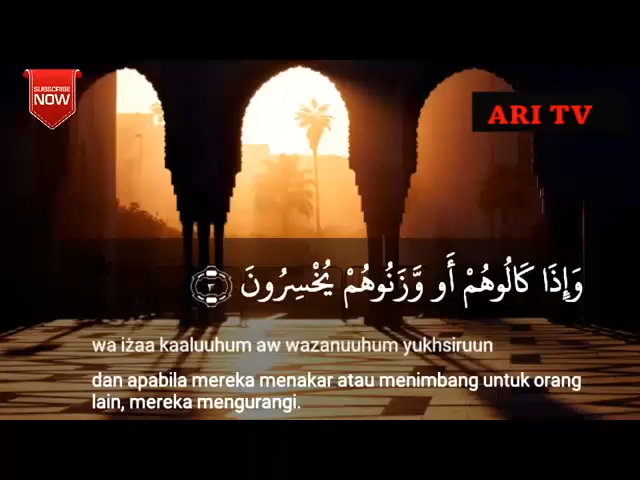 SUBSCRIBE
NOW
ARI TV
وَإِذَا كَالُوهُمْ أَو وَّزَنُوهُمْ يُخْسِرُونَ ٣
wa iżaa kaaluuhum aw wazanuuhum yukhsiruun
dan apabila mereka menakar atau menimbang untuk orang
lain, mereka mengurangi.